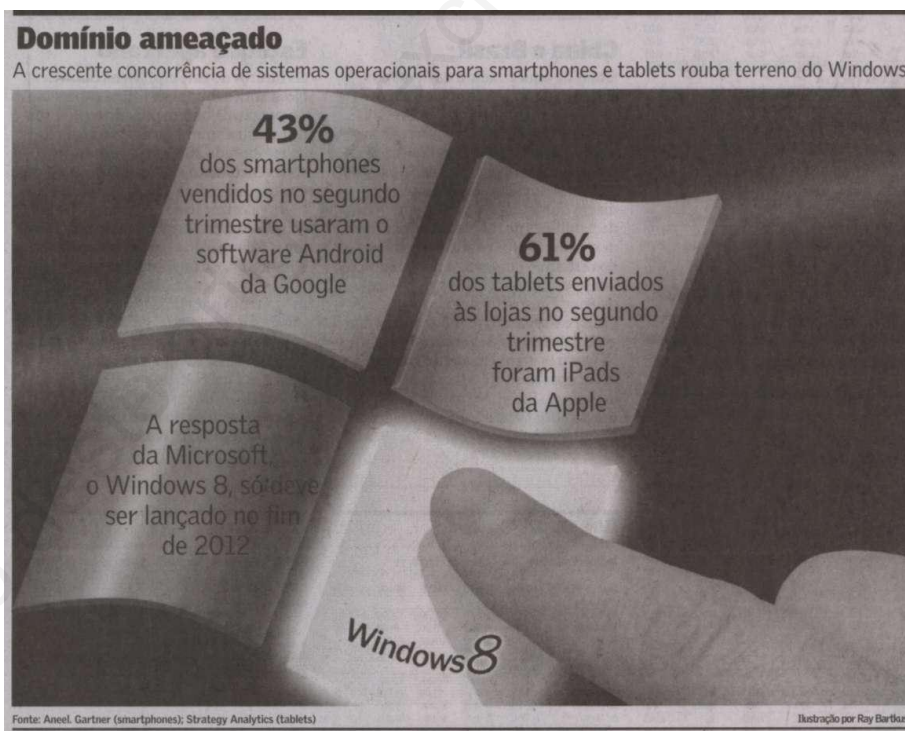 Domínio ameaçado
A crescente concorrência de sistemas operacionais para smartphones e tablets rouba terreno do Windows
43%
dos smartphones
vendidos no segundo
trimestre usaram o
software Android
da Google
61%
dos tablets enviados
às lojas no segundo
trimestre
foram iPads
da Apple
A resposta
da Microsoft,
o Windows 8, só deve
ser lançado no fim
de 2012
Windows 8
Fonte: Aneel. Gartner (smartphones); Strategy Analytics (tablets)
Ilustração por Ray Bartkus